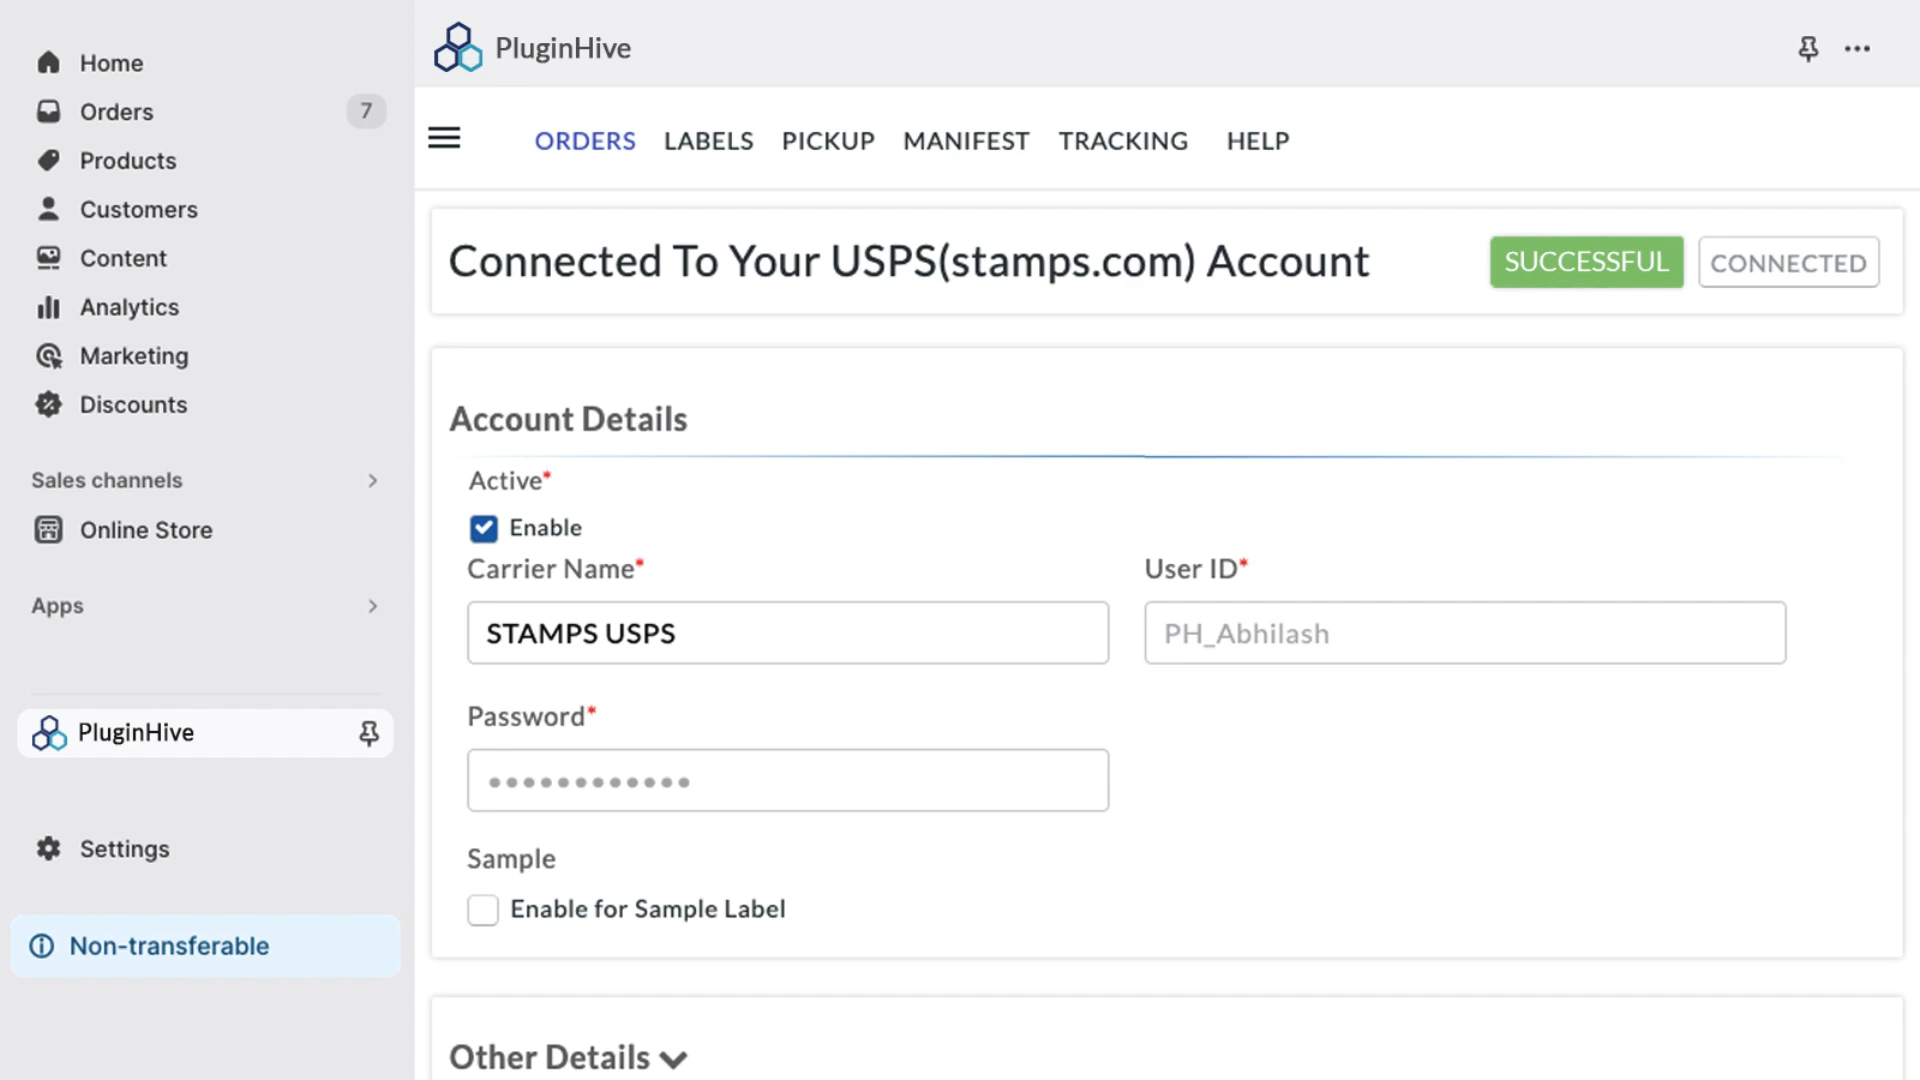 Home
Orders 7
Products
Customers
Content
Analytics
Marketing
Discounts
Sales channels
Online Store
Apps
PluginHive
Settings
Non-transferable
PluginHive
ORDERS LABELS PICKUP MANIFEST TRACKING HELP
Connected To Your USPS(stamps.com) Account SUCCESSFUL CONNECTED
Account Details
Active*
Enable
Carrier Name* User ID*
STAMPS USPS PH_Abhilash
Password*
Sample
Enable for Sample Label
Other Details